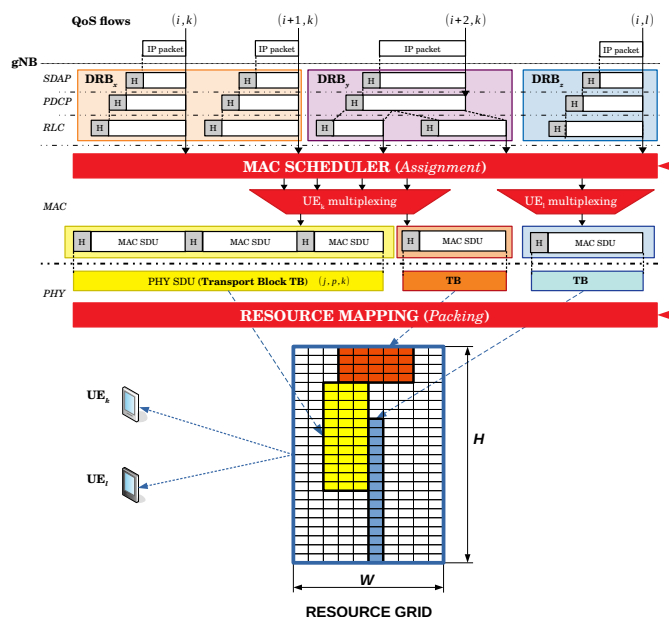 QoS flows (i,k) (i+1,k) (i+2,k) (i,l)
IP packet IP packet IP packet IP packet
gNB
SDAP DRBx H H DRBy H DRBz H
PDCP H H H H
RLC H H H H H
MAC SCHEDULER (Assignment)
MAC UEk multiplexing UEl multiplexing
H MAC SDU H MAC SDU H MAC SDU H MAC SDU H MAC SDU
PHY SDU (Transport Block TB) (j,p,k) TB TB
PHY
RESOURCE MAPPING (Packing)
UEk
H
UEl
W
RESOURCE GRID